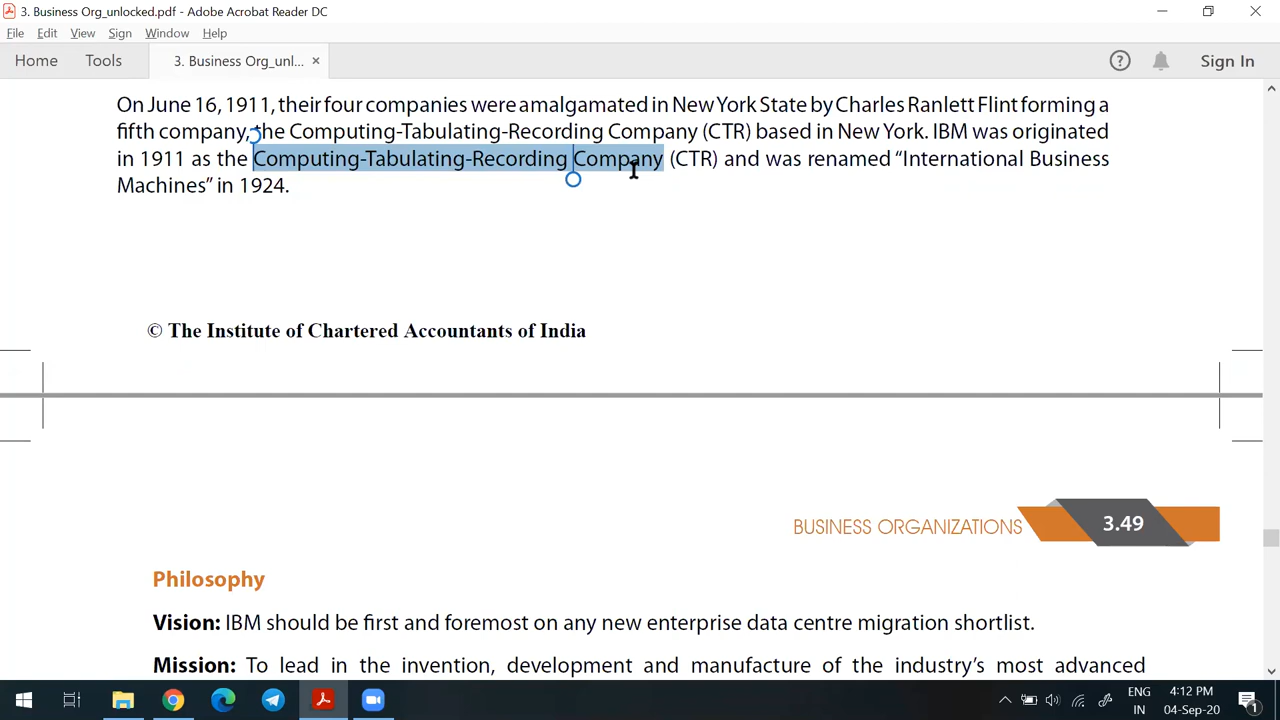 3. Business Org_unlocked.pdf - Adobe Acrobat Reader DC
File Edit View Sign Window Help
Home Tools 3. Business Org_unl... × Sign In
On June 16, 1911, their four companies were amalgamated in New York State by Charles Ranlett Flint forming a
fifth company, the Computing-Tabulating-Recording Company (CTR) based in New York. IBM was originated
in 1911 as the Computing-Tabulating-Recording Company (CTR) and was renamed “International Business
Machines” in 1924.
© The Institute of Chartered Accountants of India
BUSINESS ORGANIZATIONS 3.49
Philosophy
Vision: IBM should be first and foremost on any new enterprise data centre migration shortlist.
Mission: To lead in the invention, development and manufacture of the industry’s most advanced
ENG 4:12 PM
IN 04-Sep-20 1